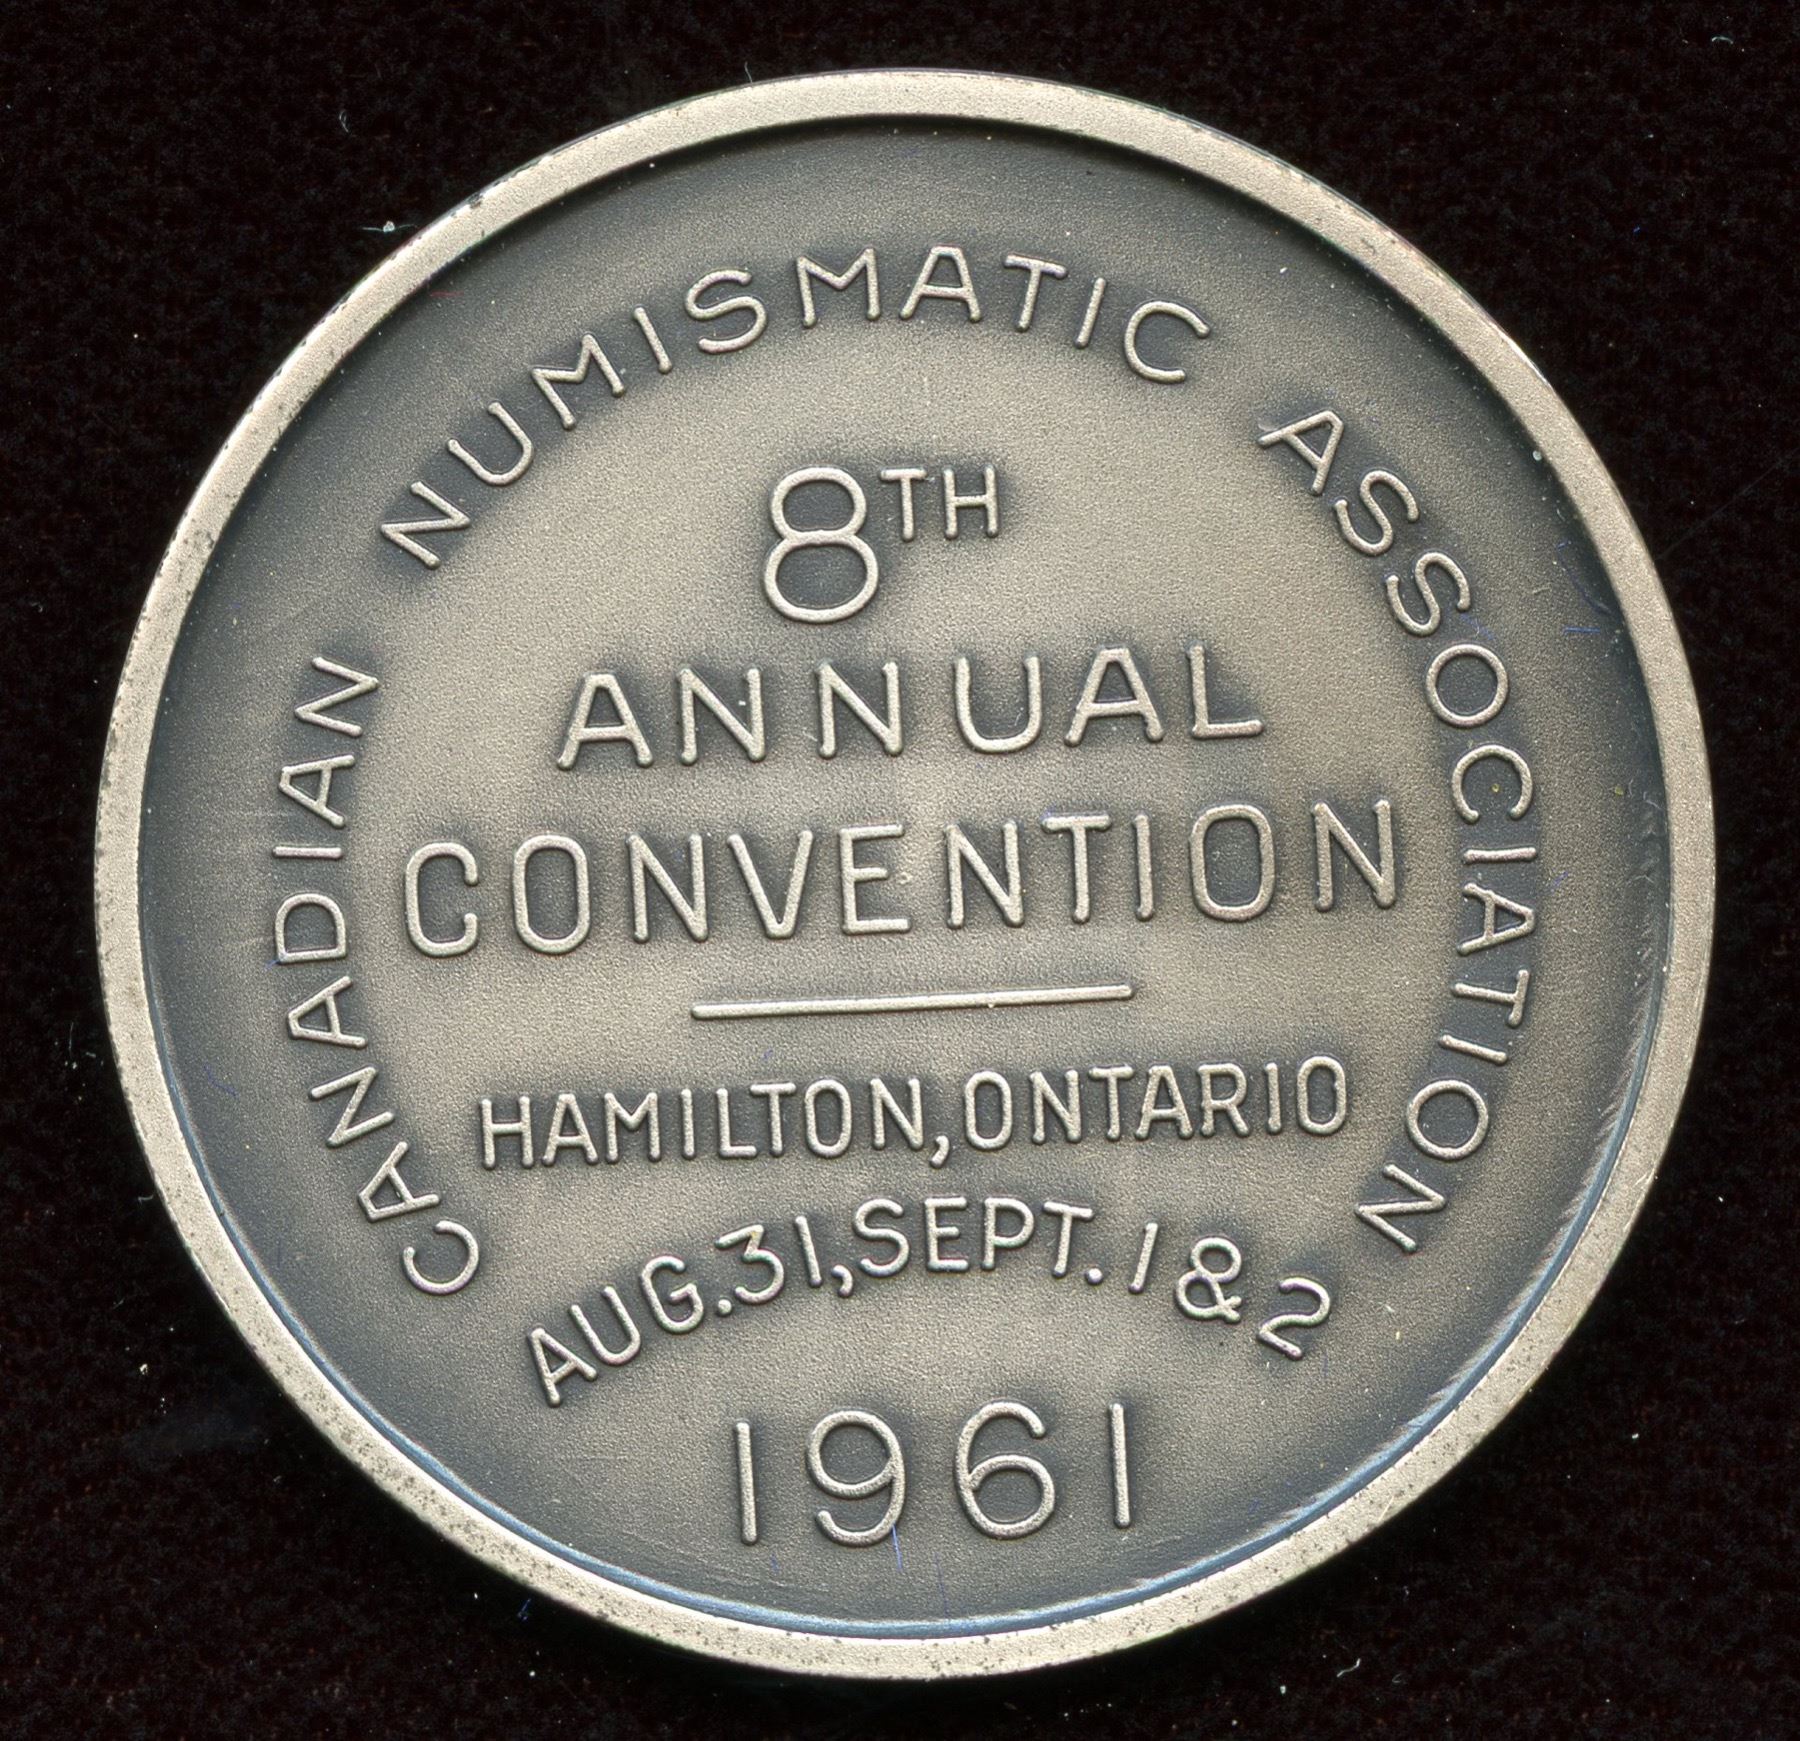 CANADIAN NUMISMATIC ASSOCIATION
8TH
ANNUAL
CONVENTION
HAMILTON, ONTARIO
AUG. 31, SEPT. 1 & 2
1961